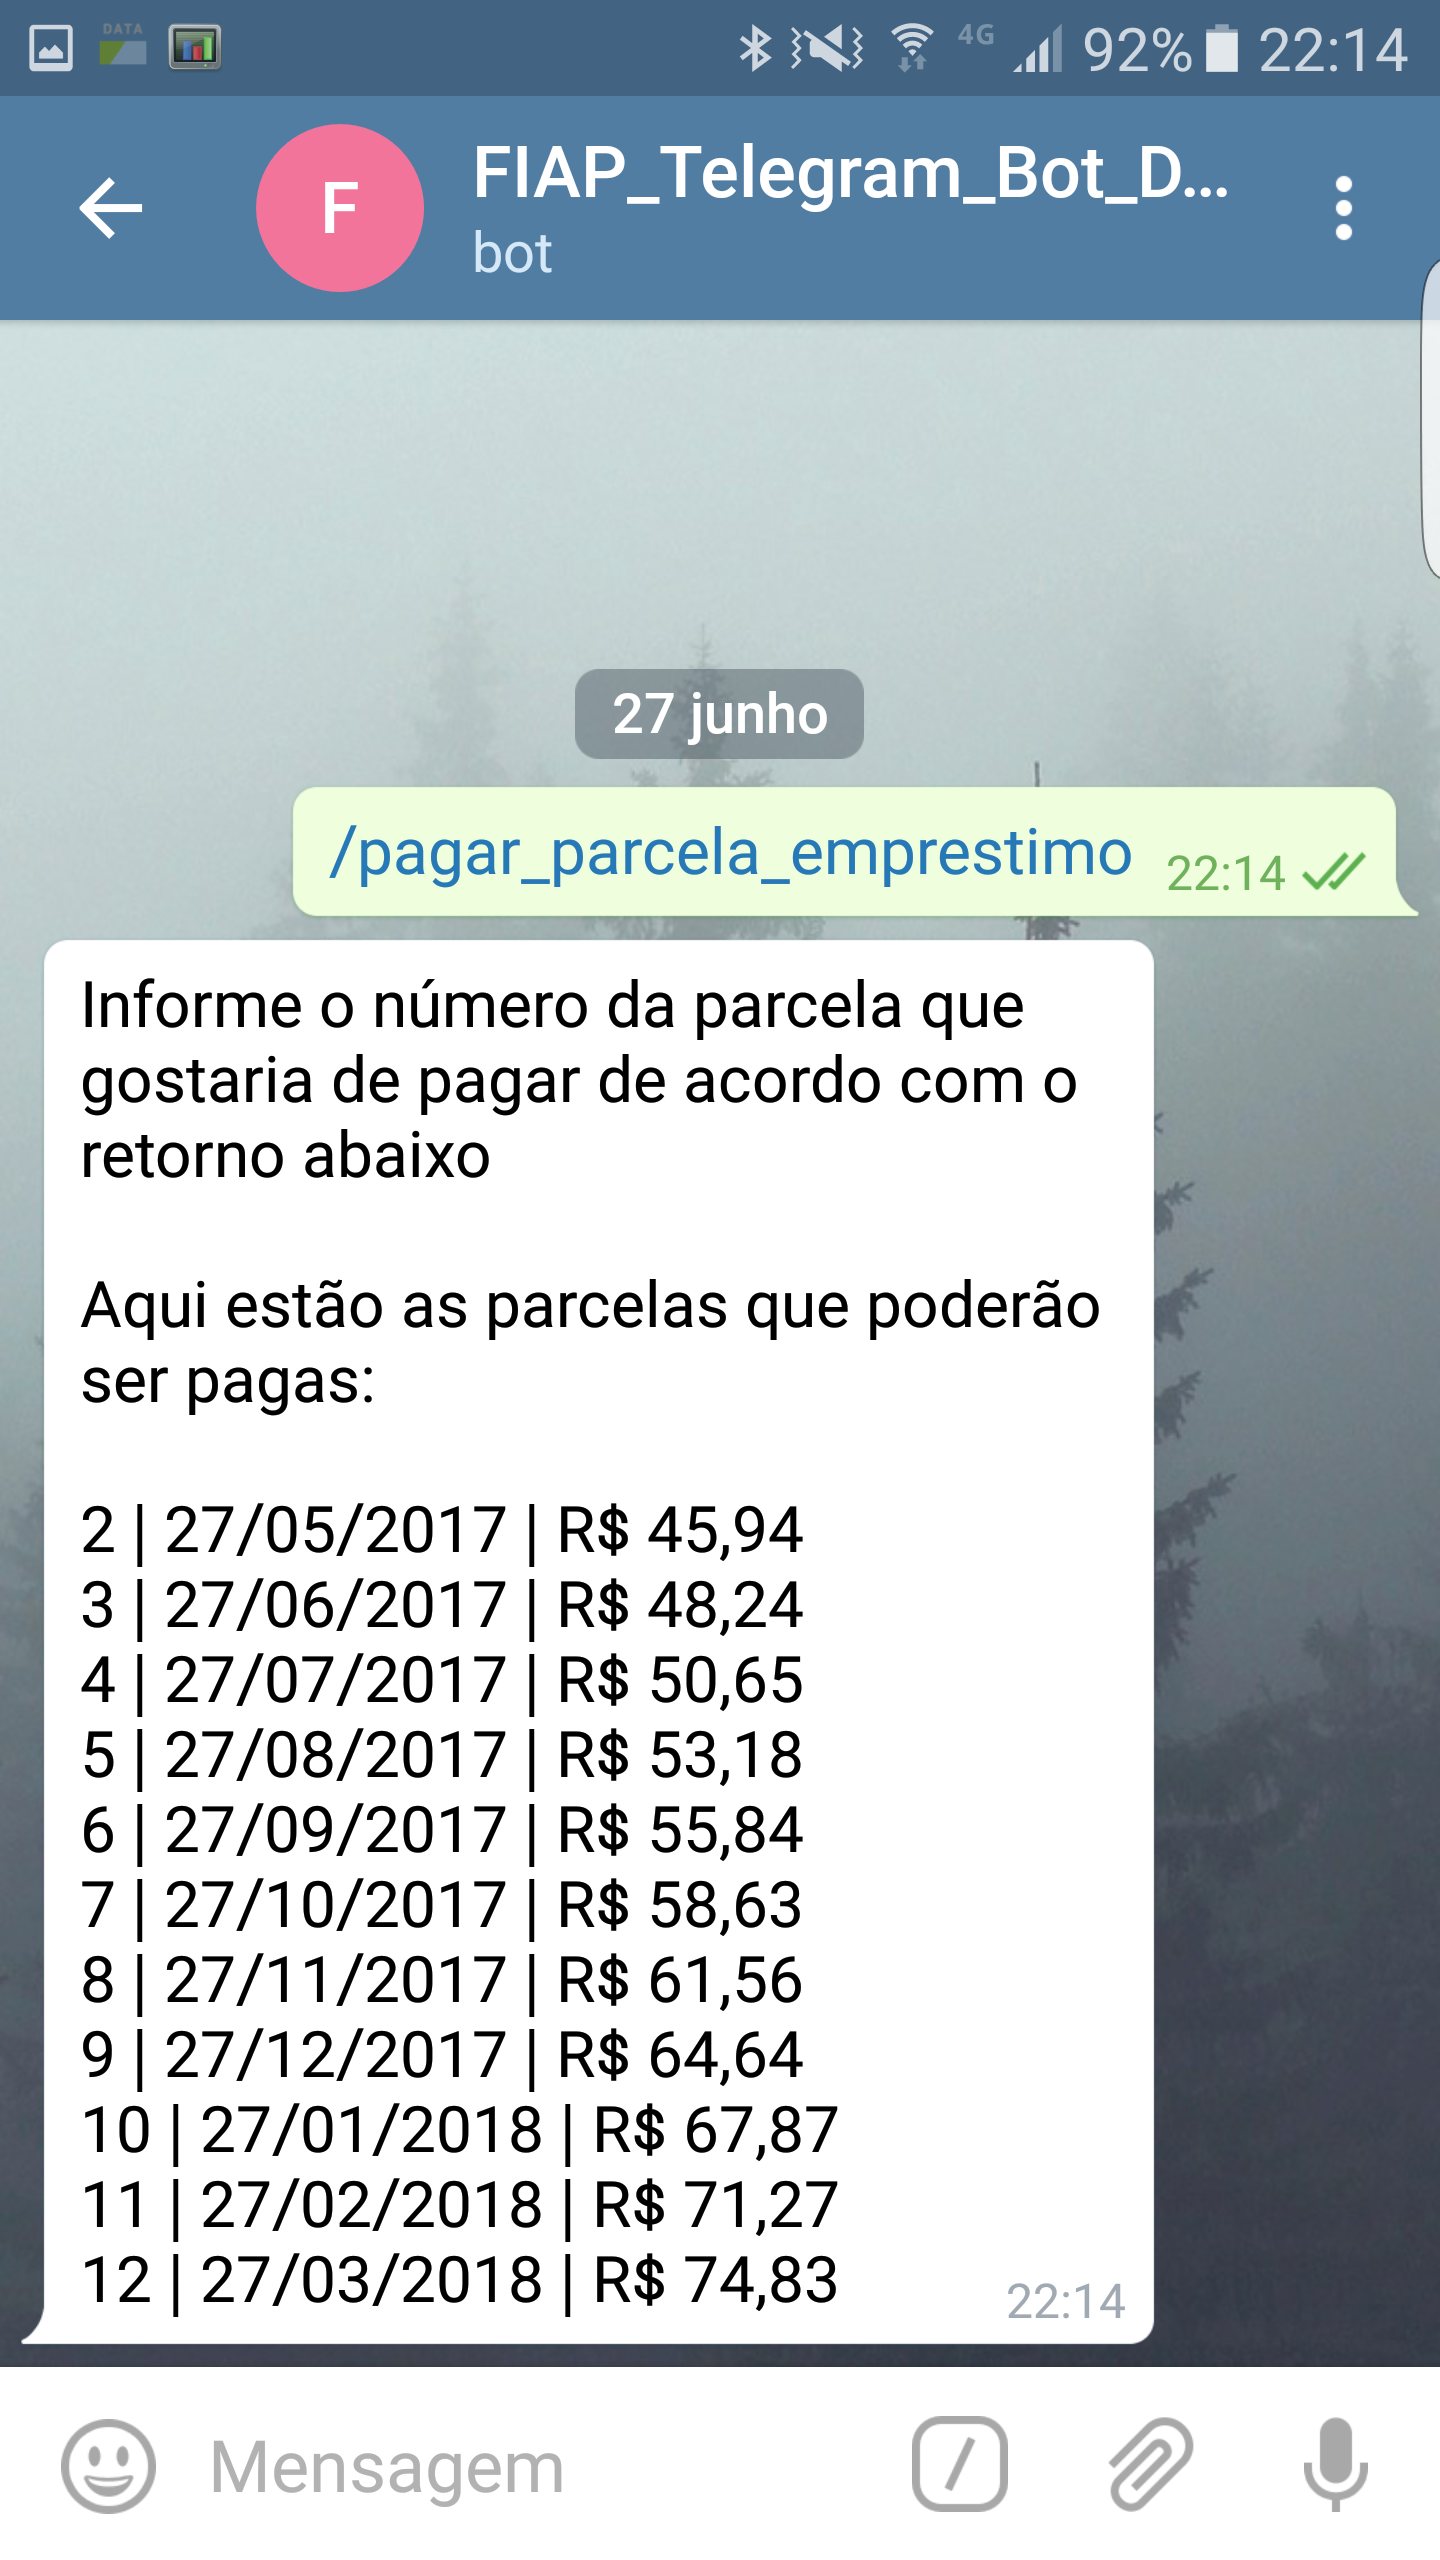 DATA
4G 92% 22:14
F
FIAP_Telegram_Bot_D...
bot
27 junho
/pagar_parcela_emprestimo 22:14
Informe o número da parcela que
gostaria de pagar de acordo com o
retorno abaixo
Aqui estão as parcelas que poderão
ser pagas:
2 | 27/05/2017 | R$ 45,94
3 | 27/06/2017 | R$ 48,24
4 | 27/07/2017 | R$ 50,65
5 | 27/08/2017 | R$ 53,18
6 | 27/09/2017 | R$ 55,84
7 | 27/10/2017 | R$ 58,63
8 | 27/11/2017 | R$ 61,56
9 | 27/12/2017 | R$ 64,64
10 | 27/01/2018 | R$ 67,87
11 | 27/02/2018 | R$ 71,27
12 | 27/03/2018 | R$ 74,83
22:14
Mensagem